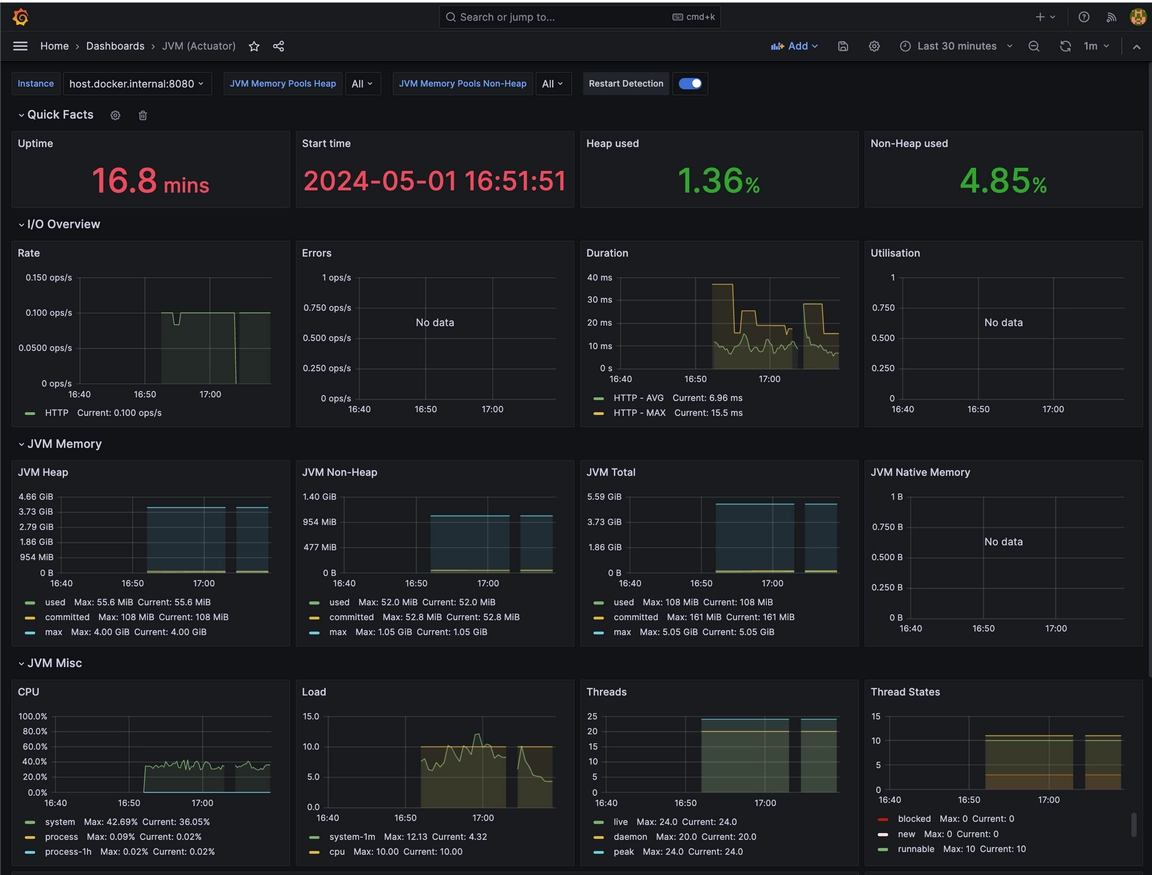 Search or jump to... cmd+k
Home › Dashboards › JVM (Actuator) Add Last 30 minutes 1m
Instance host.docker.internal:8080 JVM Memory Pools Heap All JVM Memory Pools Non-Heap All Restart Detection
Quick Facts
Uptime Start time Heap used Non-Heap used
16.8 mins 2024-05-01 16:51:51 1.36% 4.85%
I/O Overview
Rate
0.150 ops/s
0.100 ops/s
0.0500 ops/s
0 ops/s
16:40 16:50 17:00
HTTP Current: 0.100 ops/s
Errors
1 ops/s
0.750 ops/s
No data
0.500 ops/s
0.250 ops/s
0 ops/s
16:40 16:50 17:00
Duration
40 ms
30 ms
20 ms
10 ms
0 s
16:40 16:50 17:00
HTTP - AVG Current: 6.96 ms
HTTP - MAX Current: 15.5 ms
Utilisation
1
0.750
No data
0.500
0.250
0
16:40 16:50 17:00
JVM Memory
JVM Heap
4.66 GiB
3.73 GiB
2.79 GiB
1.86 GiB
954 MiB
0 B
16:40 16:50 17:00
used Max: 55.6 MiB Current: 55.6 MiB
committed Max: 108 MiB Current: 108 MiB
max Max: 4.00 GiB Current: 4.00 GiB
JVM Non-Heap
1.40 GiB
954 MiB
477 MiB
0 B
16:40 16:50 17:00
used Max: 52.0 MiB Current: 52.0 MiB
committed Max: 52.8 MiB Current: 52.8 MiB
max Max: 1.05 GiB Current: 1.05 GiB
JVM Total
5.59 GiB
3.73 GiB
1.86 GiB
0 B
16:40 16:50 17:00
used Max: 108 MiB Current: 108 MiB
committed Max: 161 MiB Current: 161 MiB
max Max: 5.05 GiB Current: 5.05 GiB
JVM Native Memory
1 B
0.750 B
No data
0.500 B
0.250 B
0 B
16:40 16:50 17:00
JVM Misc
CPU
100.0%
80.0%
60.0%
40.0%
20.0%
0.0%
16:40 16:50 17:00
system Max: 42.69% Current: 36.05%
process Max: 0.09% Current: 0.02%
process-1h Max: 0.02% Current: 0.02%
Load
15.0
10.0
5.0
0.0
16:40 16:50 17:00
system-1m Max: 12.13 Current: 4.32
cpu Max: 10.00 Current: 10.00
Threads
25
20
15
10
5
0
16:40 16:50 17:00
live Max: 24.0 Current: 24.0
daemon Max: 20.0 Current: 20.0
peak Max: 24.0 Current: 24.0
Thread States
15
10
5
0
16:40 16:50 17:00
blocked Max: 0 Current: 0
new Max: 0 Current: 0
runnable Max: 10 Current: 10